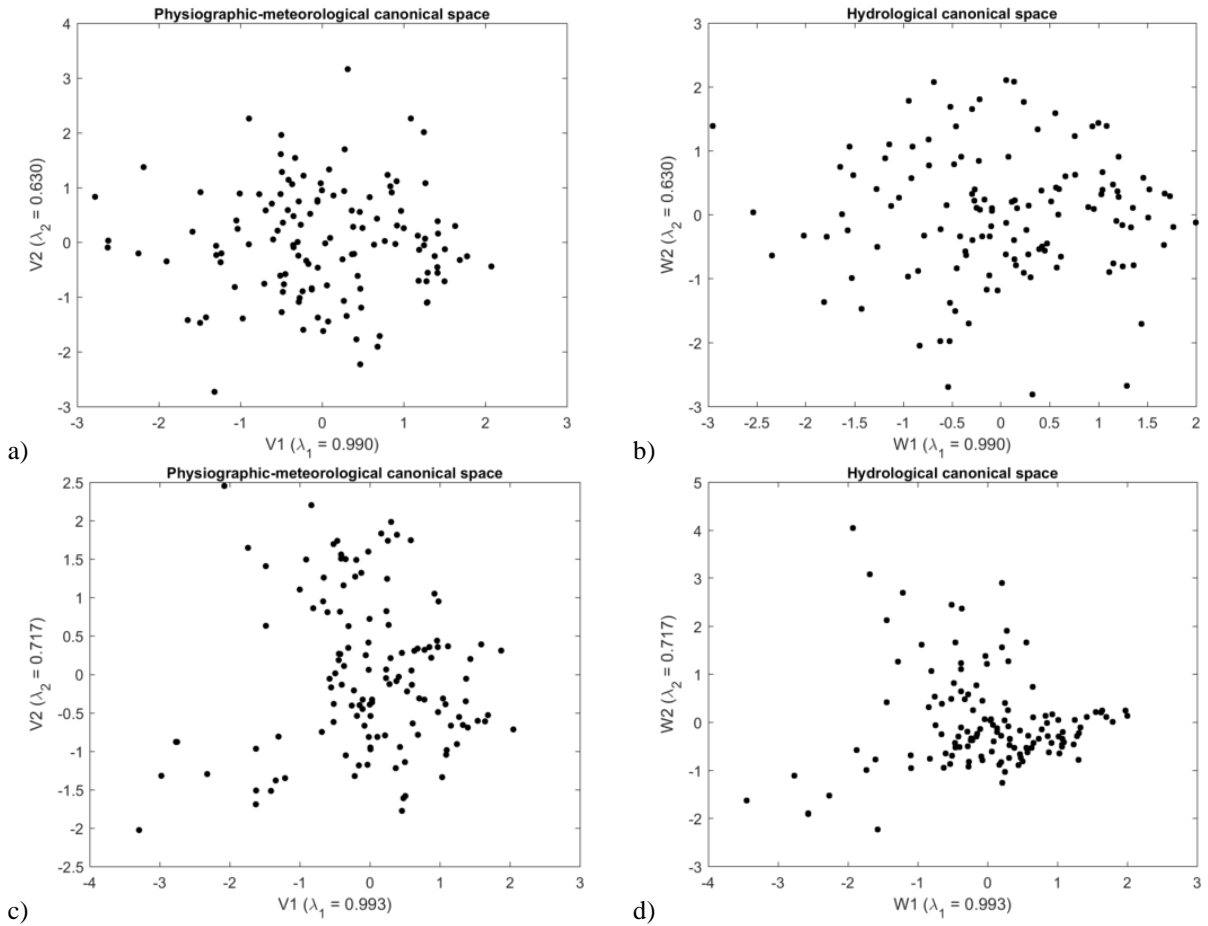 Physiographic-meteorological canonical space
4
3
2
1
0
-1
-2
-3
V2 (λ2 = 0.630)
-3 -2 -1 0 1 2 3
V1 (λ1 = 0.990)
a)
Hydrological canonical space
3
2
1
0
-1
-2
-3
W2 (λ2 = 0.630)
-3 -2.5 -2 -1.5 -1 -0.5 0 0.5 1 1.5 2
W1 (λ1 = 0.990)
b)
Physiographic-meteorological canonical space
2.5
2
1.5
1
0.5
0
-0.5
-1
-1.5
-2
-2.5
V2 (λ2 = 0.717)
-4 -3 -2 -1 0 1 2 3
V1 (λ1 = 0.993)
c)
Hydrological canonical space
5
4
3
2
1
0
-1
-2
-3
W2 (λ2 = 0.717)
-4 -3 -2 -1 0 1 2 3
W1 (λ1 = 0.993)
d)